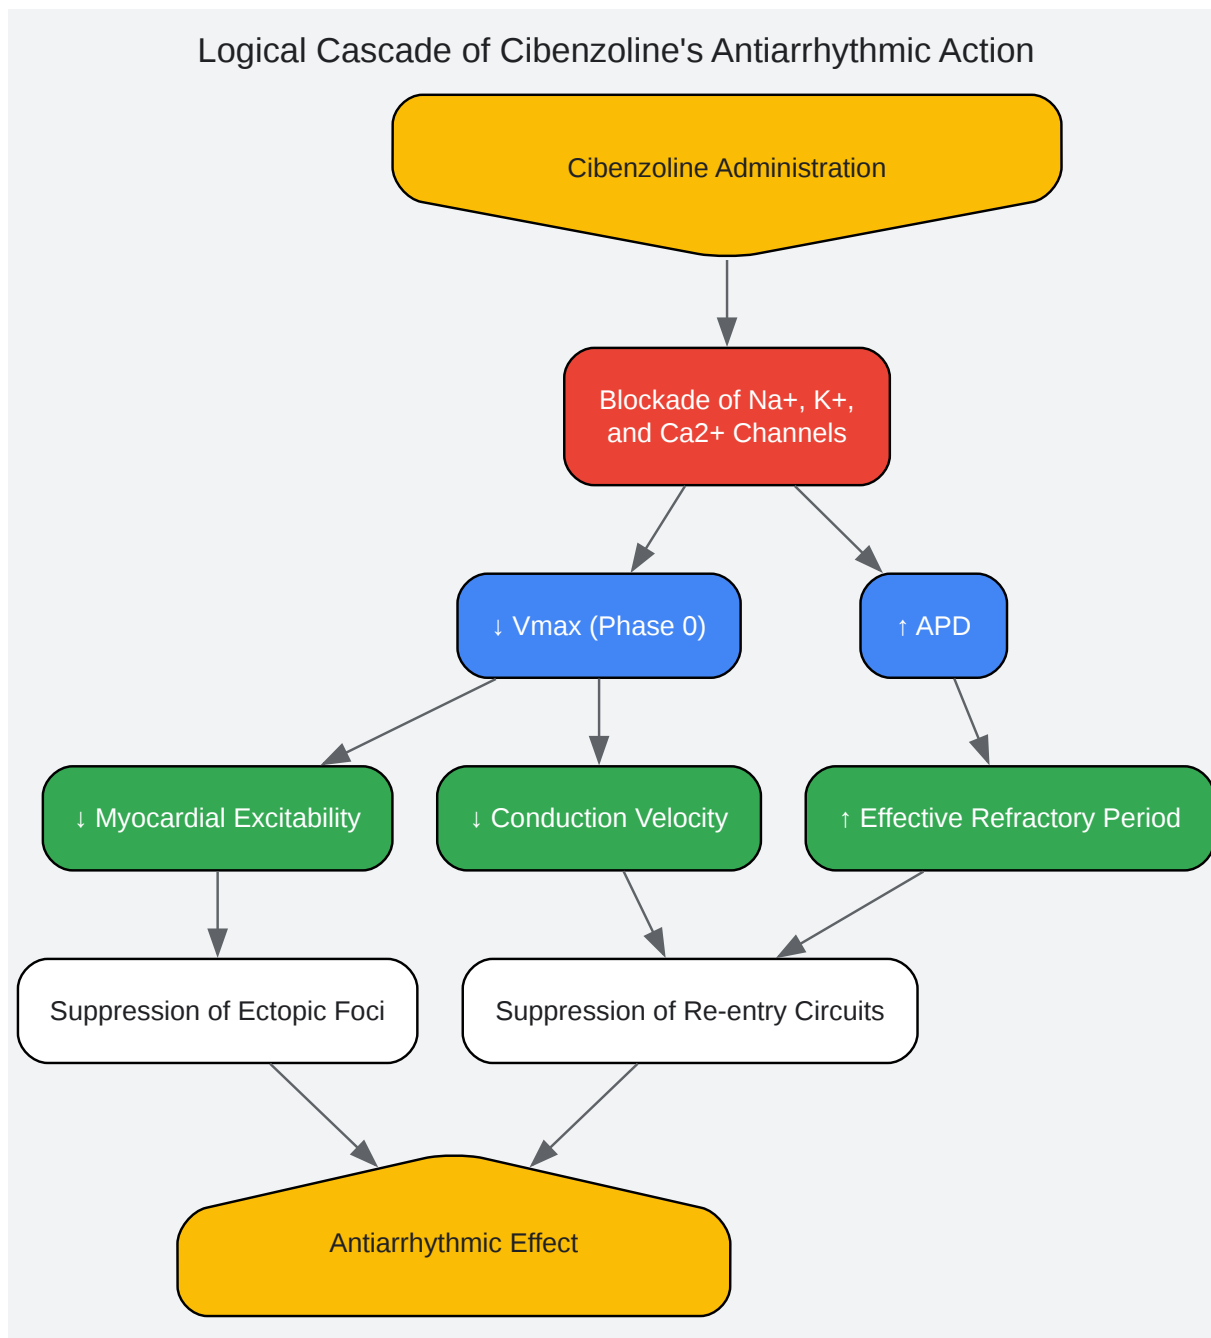 Logical Cascade of Cibenzoline's Antiarrhythmic Action
Cibenzoline Administration
Blockade of Na+, K+,
and Ca2+ Channels
↓ Vmax (Phase 0)
↑ APD
↓ Myocardial Excitability
↓ Conduction Velocity
↑ Effective Refractory Period
Suppression of Ectopic Foci
Suppression of Re-entry Circuits
Antiarrhythmic Effect